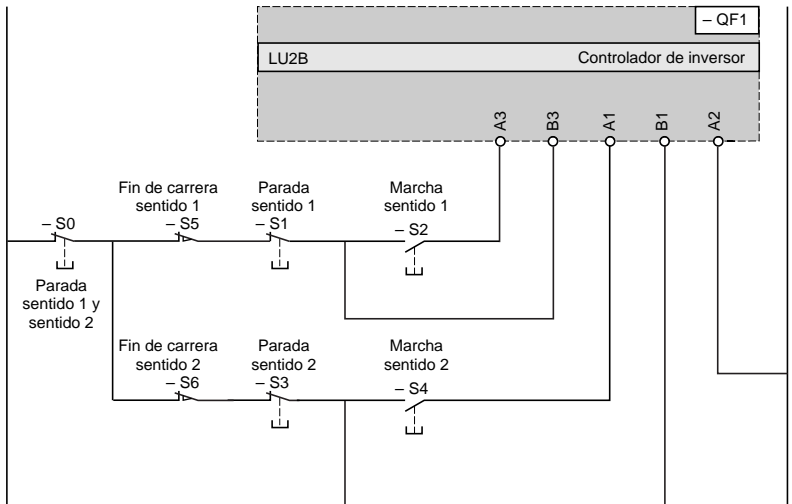 – QF1
LU2B Controlador de inversor
A3 B3 A1 B1 A2
Fin de carrera
sentido 1
– S5
Parada
sentido 1
– S1
Marcha
sentido 1
– S2
– S0
Parada
sentido 1 y
sentido 2
Fin de carrera
sentido 2
– S6
Parada
sentido 2
– S3
Marcha
sentido 2
– S4